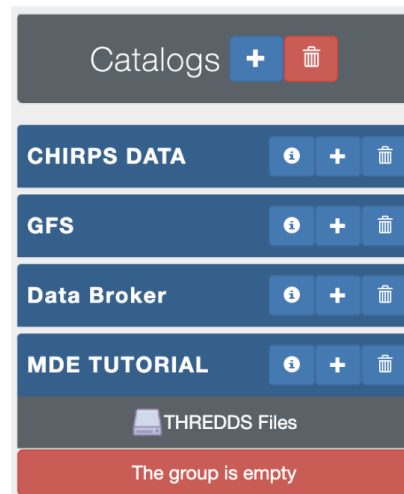 Catalogs
CHIRPS DATA
GFS
Data Broker
MDE TUTORIAL
THREDDS Files
The group is empty